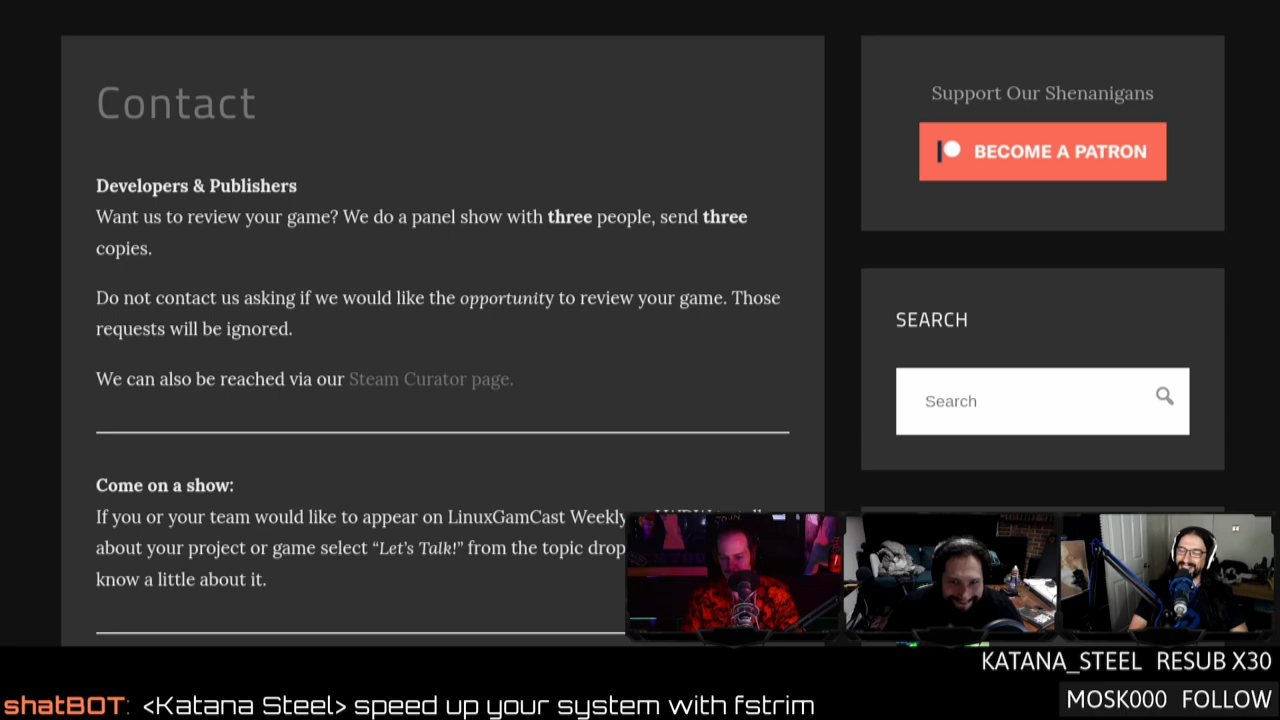 Contact
Developers & Publishers
Want us to review your game? We do a panel show with three people, send three
copies.
Do not contact us asking if we would like the opportunity to review your game. Those
requests will be ignored.
We can also be reached via our Steam Curator page.
Come on a show:
If you or your team would like to appear on LinuxGamCast Weekly
about your project or game select “Let’s Talk!” from the topic drop
know a little about it.
Support Our Shenanigans
BECOME A PATRON
SEARCH
Search
KATANA_STEEL RESUB X30
MOSK000 FOLLOW
shatBOT: <Katana Steel> speed up your system with fstrim